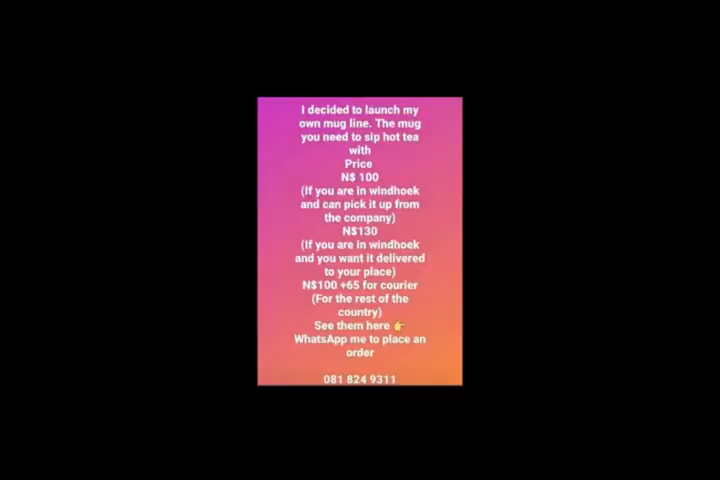 I decided to launch my
own mug line. The mug
you need to sip hot tea
with
Price
N$ 100
(If you are in windhoek
and can pick it up from
the company)
N$130
(If you are in windhoek
and you want it delivered
to your place)
N$100 +65 for courier
(For the rest of the
country)
See them here 👉
WhatsApp me to place an
order
081 824 9311